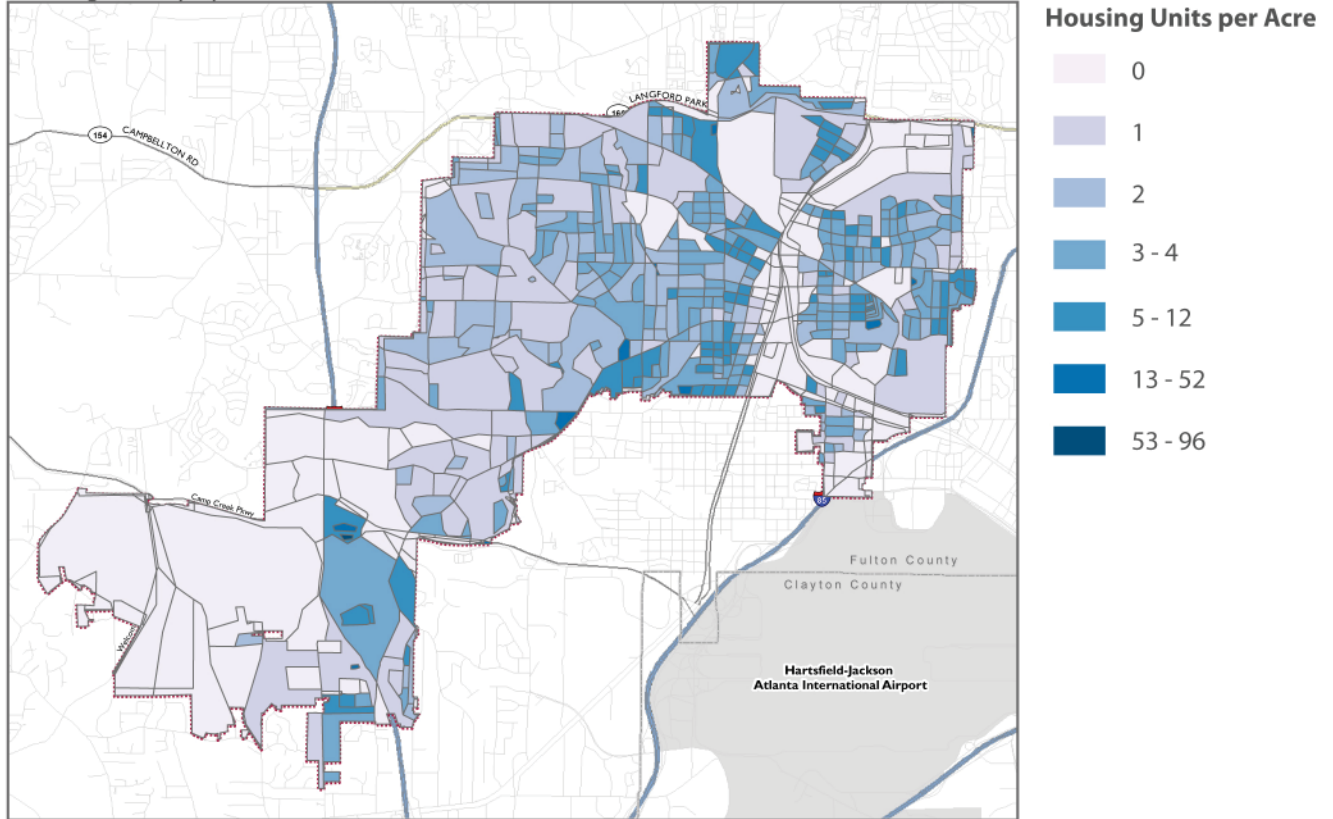 Housing Units per Acre
0
1
2
3 - 4
5 - 12
13 - 52
53 - 96
LANGFORD PARK
154
CAMPBELLTON RD
Camp Creek Pkwy
85
Fulton County
Clayton County
Hartsfield-Jackson
Atlanta International Airport